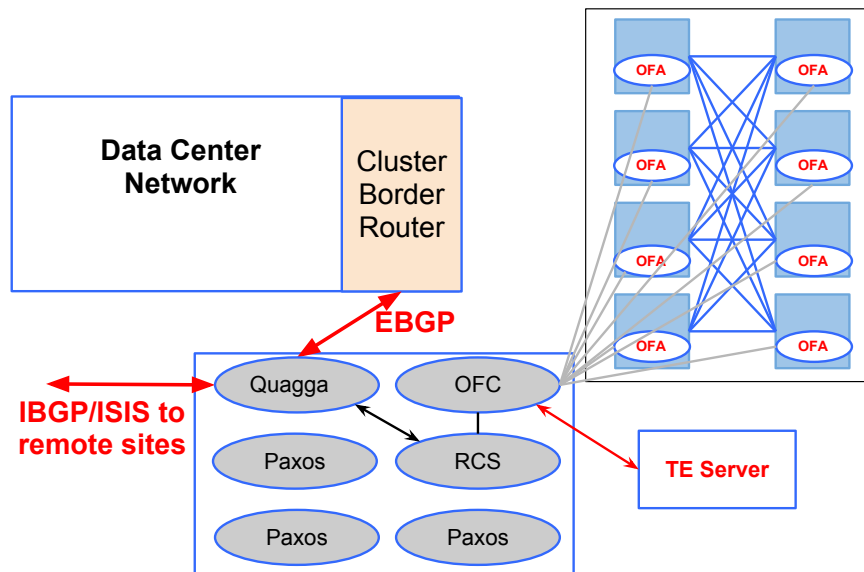 OFA OFA
Data Center
Network
Cluster
Border
Router
OFA OFA
OFA OFA
EBGP
OFA OFA
Quagga OFC
IBGP/ISIS to
remote sites
Paxos RCS
TE Server
Paxos Paxos